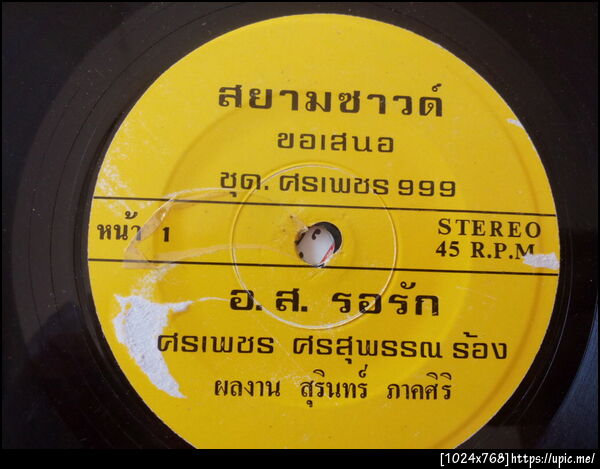 สยามซาวด์
ขอเสนอ
ชุด. ศรเพชร 999
หน้า 1
STEREO
45 R.P.M
อ. ส. รอรัก
ศรเพชร ศรสุพรรณ ร้อง
ผลงาน สุรินทร์ ภาคศิริ
[1024x768]https://upic.me/